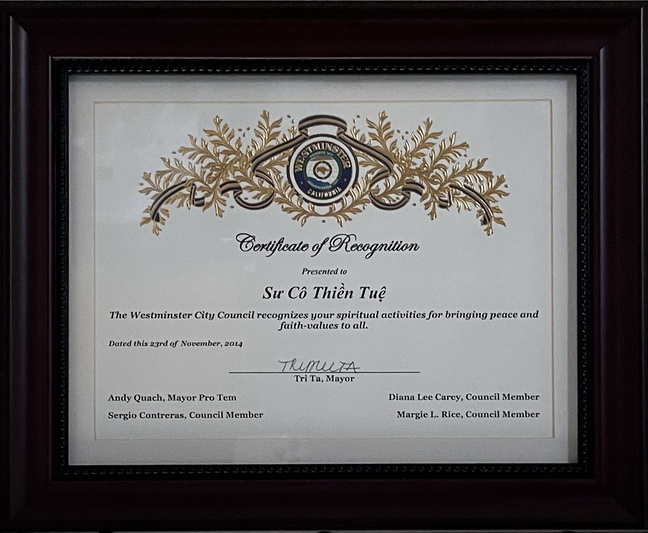 WESTMINSTER
CALIFORNIA
Certificate of Recognition
Presented to
Sư Cô Thiền Tuệ
The Westminster City Council recognizes your spiritual activities for bringing peace and
faith-values to all.
Dated this 23rd of November, 2014
Tri Ta, Mayor
Andy Quach, Mayor Pro Tem
Diana Lee Carey, Council Member
Sergio Contreras, Council Member
Margie L. Rice, Council Member